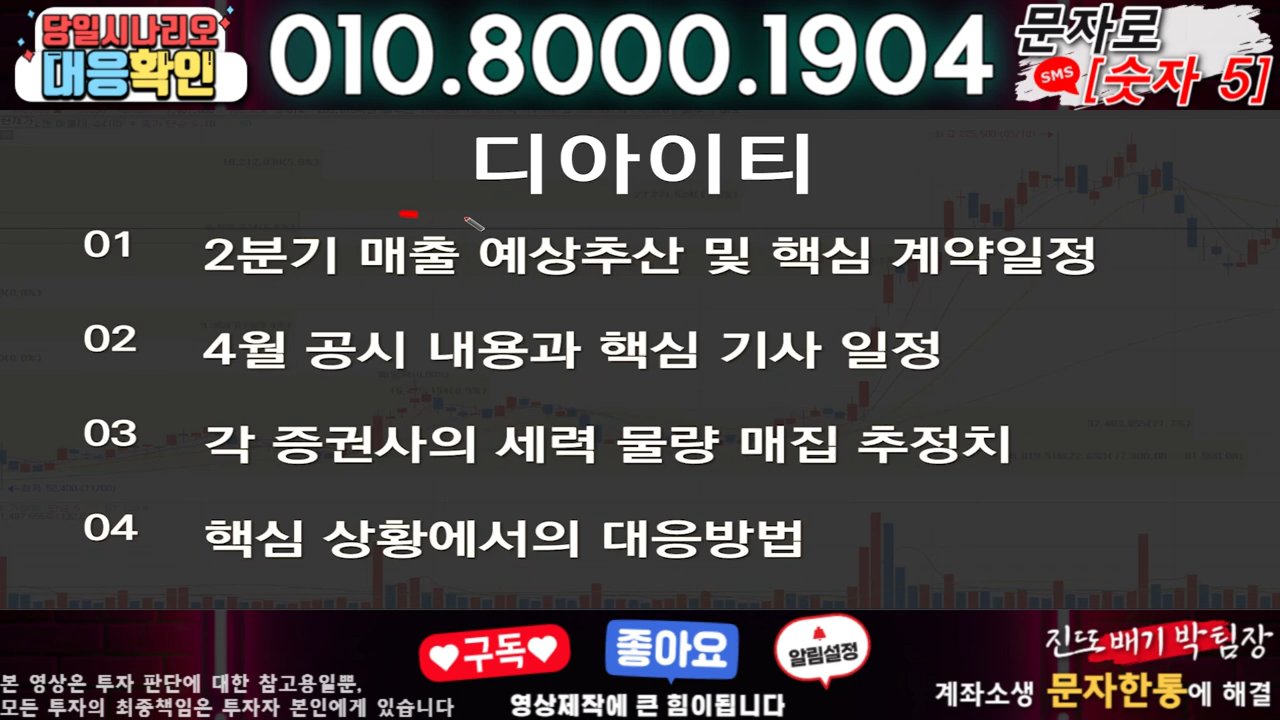 당일시나리오
대응확인
010.8000.1904
문자로
SMS [숫자 5]
디아이티
01 2분기 매출 예상추산 및 핵심 계약일정
02 4월 공시 내용과 핵심 기사 일정
03 각 증권사의 세력 물량 매집 추정치
04 핵심 상황에서의 대응방법
구독
좋아요
알림설정
영상제작에 큰 힘이됩니다
본 영상은 투자 판단에 대한 참고용일뿐,
모든 투자의 최종책임은 투자자 본인에게 있습니다
진또배기 박팀장
계좌소생 문자한통에 해결